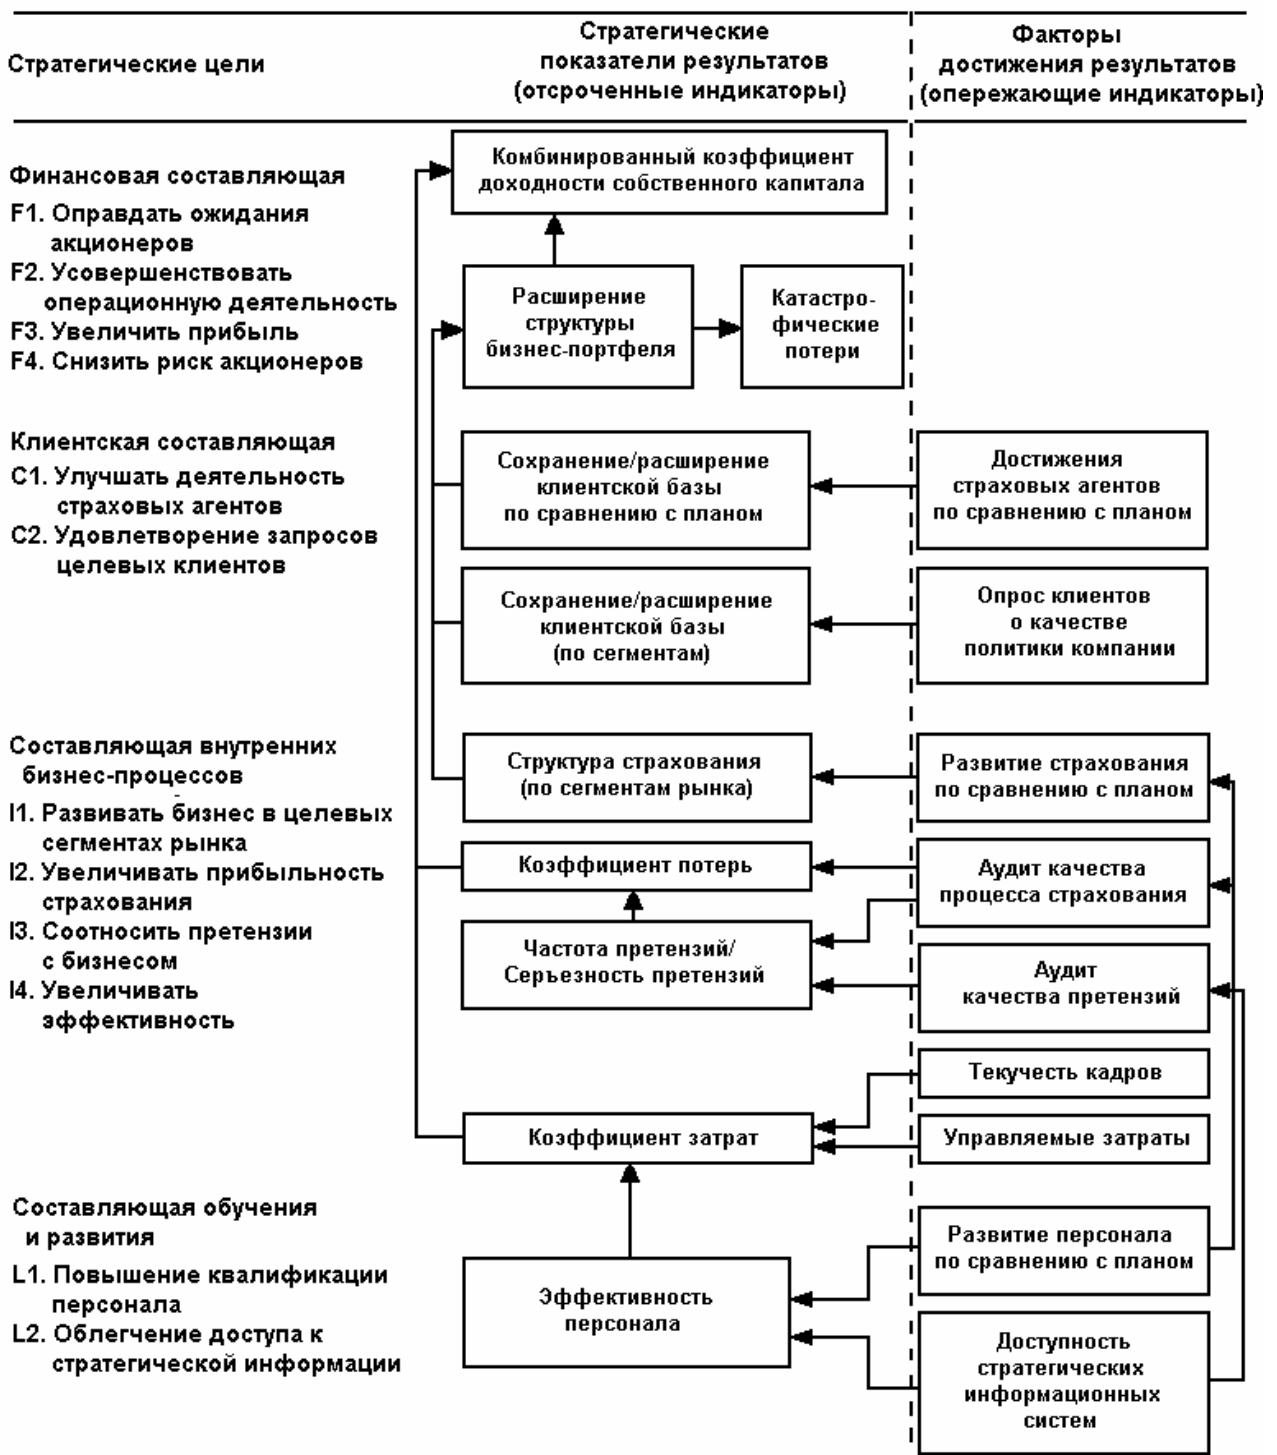 Стратегические цели
Стратегические
показатели результатов
(отсроченные индикаторы)
Факторы
достижения результатов
(опережающие индикаторы)
Финансовая составляющая
F1. Оправдать ожидания
акционеров
F2. Усовершенствовать
операционную деятельность
F3. Увеличить прибыль
F4. Снизить риск акционеров
Комбинированный коэффициент
доходности собственного капитала
Расширение
структуры
бизнес-портфеля
Катастро-
фические
потери
Клиентская составляющая
C1. Улучшать деятельность
страховых агентов
C2. Удовлетворение запросов
целевых клиентов
Сохранение/расширение
клиентской базы
по сравнению с планом
Достижения
страховых агентов
по сравнению с планом
Сохранение/расширение
клиентской базы
(по сегментам)
Опрос клиентов
о качестве
политики компании
Составляющая внутренних
бизнес-процессов
I1. Развивать бизнес в целевых
сегментах рынка
I2. Увеличивать прибыльность
страхования
I3. Соотносить претензии
с бизнесом
I4. Увеличивать
эффективность
Структура страхования
(по сегментам рынка)
Развитие страхования
по сравнению с планом
Коэффициент потерь
Аудит качества
процесса страхования
Частота претензий/
Серъезность претензий
Аудит
качества претензий
Текучесть кадров
Коэффициент затрат
Управляемые затраты
Составляющая обучения
и развития
L1. Повышение квалификации
персонала
L2. Облегчение доступа к
стратегической информации
Эффективность
персонала
Развитие персонала
по сравнению с планом
Доступность
стратегических
информационных
систем